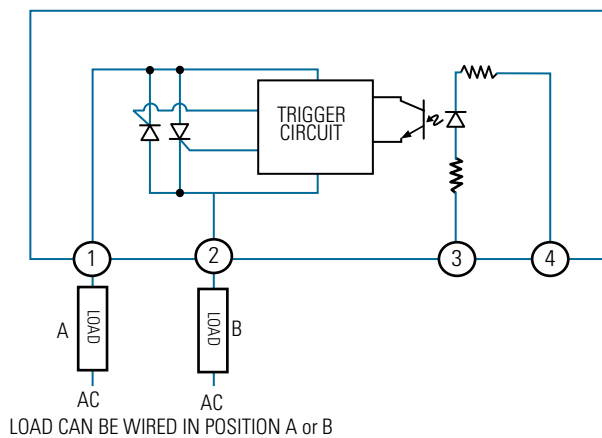 TRIGGER
CIRCUIT
1
2
3
4
A
LOAD
LOAD
B
AC
AC
LOAD CAN BE WIRED IN POSITION A or B